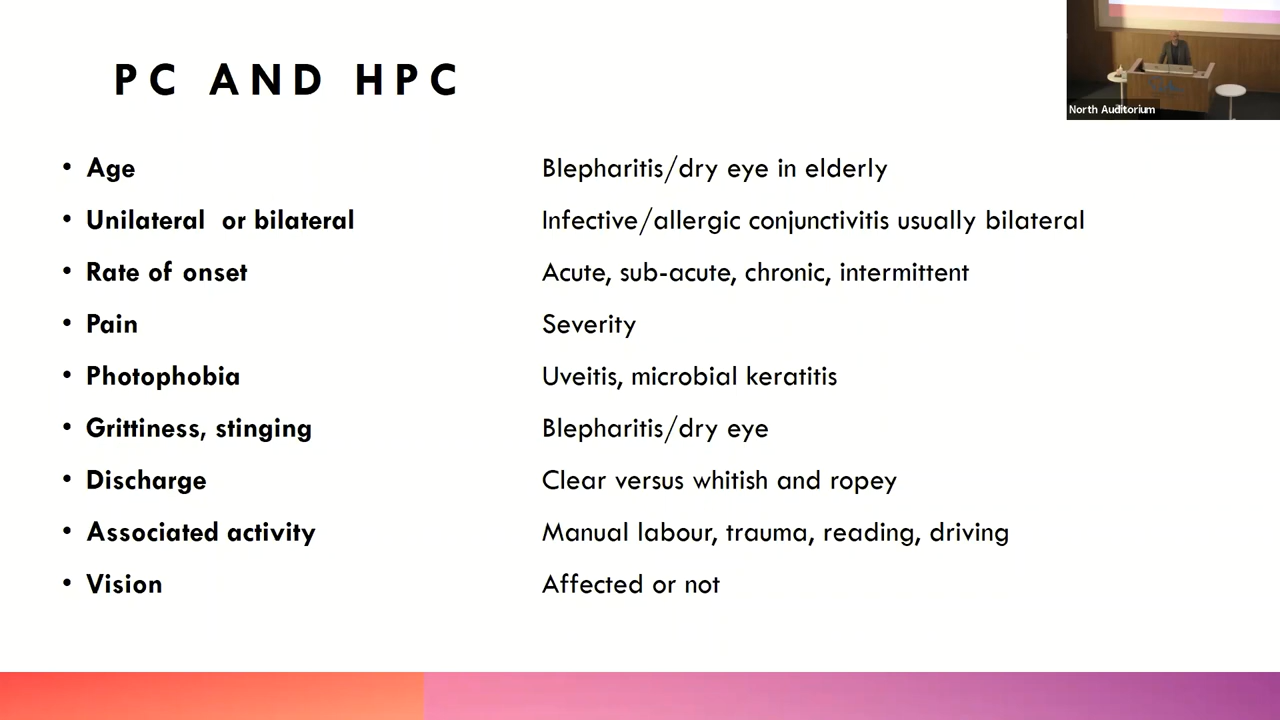 PC AND HPC
North Auditorium
• Age Blepharitis/dry eye in elderly
• Unilateral or bilateral Infective/allergic conjunctivitis usually bilateral
• Rate of onset Acute, sub-acute, chronic, intermittent
• Pain Severity
• Photophobia Uveitis, microbial keratitis
• Grittiness, stinging Blepharitis/dry eye
• Discharge Clear versus whitish and ropey
• Associated activity Manual labour, trauma, reading, driving
• Vision Affected or not